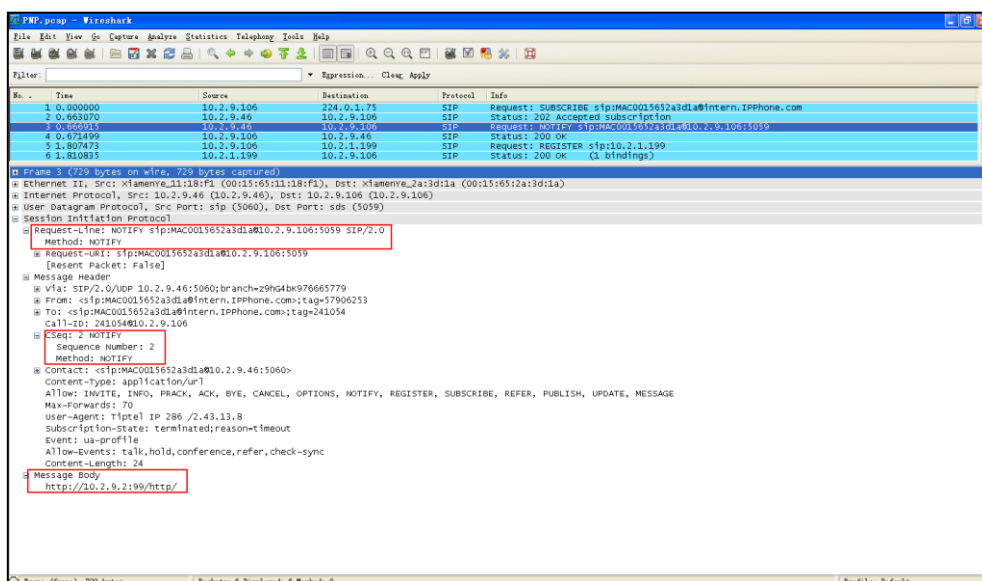 PNP.pcap - Wireshark
File Edit View Go Capture Analyze Statistics Telephony Tools Help
Filter: Expression... Clear Apply
No. . Time Source Destination Protocol Info
1 0.000000 10.2.9.106 224.0.1.75 SIP Request: SUBSCRIBE sip:MAC0015652a3d1a@intern.IPPhone.com
2 0.663070 10.2.9.46 10.2.9.106 SIP Status: 202 Accepted subscription
3 0.666915 10.2.9.46 10.2.9.106 SIP Request: NOTIFY sip:MAC0015652a3d1a@10.2.9.106:5059
4 0.671499 10.2.9.106 10.2.9.46 SIP Status: 200 OK
5 1.807473 10.2.9.106 10.2.1.199 SIP Request: REGISTER sip:10.2.1.199
6 1.810835 10.2.1.199 10.2.9.106 SIP Status: 200 OK (1 bindings)
Frame 3 (729 bytes on wire, 729 bytes captured)
Ethernet II, Src: XiamenYe_11:18:f1 (00:15:65:11:18:f1), Dst: XiamenYe_2a:3d:1a (00:15:65:2a:3d:1a)
Internet Protocol, Src: 10.2.9.46 (10.2.9.46), Dst: 10.2.9.106 (10.2.9.106)
User Datagram Protocol, Src Port: sip (5060), Dst Port: sds (5059)
Session Initiation Protocol
Request-Line: NOTIFY sip:MAC0015652a3d1a@10.2.9.106:5059 SIP/2.0
Method: NOTIFY
Request-URI: sip:MAC0015652a3d1a@10.2.9.106:5059
[Resent Packet: False]
Message Header
Via: SIP/2.0/UDP 10.2.9.46:5060;branch=z9hG4bK976665779
From: <sip:MAC0015652a3d1a@intern.IPPhone.com>;tag=57906253
To: <sip:MAC0015652a3d1a@intern.IPPhone.com>;tag=241054
Call-ID: 241054@10.2.9.106
CSeq: 2 NOTIFY
Sequence Number: 2
Method: NOTIFY
Contact: <sip:MAC0015652a3d1a@10.2.9.46:5060>
Content-Type: application/url
Allow: INVITE, INFO, PRACK, ACK, BYE, CANCEL, OPTIONS, NOTIFY, REGISTER, SUBSCRIBE, REFER, PUBLISH, UPDATE, MESSAGE
Max-Forwards: 70
User-Agent: Tiptel IP 286 /2.43.13.8
Subscription-State: terminated;reason=timeout
Event: ua-profile
Allow-Events: talk,hold,conference,refer,check-sync
Content-Length: 24
Message Body
http://10.2.9.2:99/http/